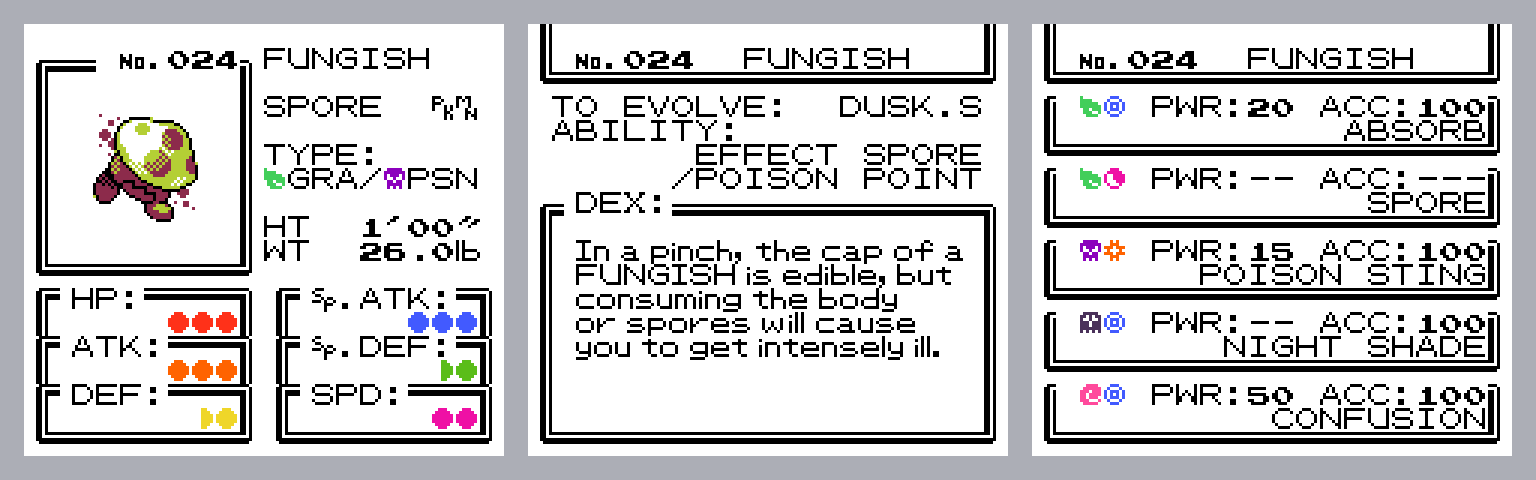 No. 024 FUNGISH
SPORE PKMN
TYPE:
GRA/PSN
HT 1′00″
WT 26.0lb
HP:
ATK:
DEF:
Sp. ATK:
Sp. DEF:
SPD:
No. 024 FUNGISH
TO EVOLVE: DUSK.S
ABILITY:
EFFECT SPORE
/POISON POINT
DEX:
In a pinch, the cap of a
FUNGISH is edible, but
consuming the body
or spores will cause
you to get intensely ill.
No. 024 FUNGISH
PWR:20 ACC:100
ABSORB
PWR:-- ACC:---
SPORE
PWR:15 ACC:100
POISON STING
PWR:-- ACC:100
NIGHT SHADE
PWR:50 ACC:100
CONFUSION